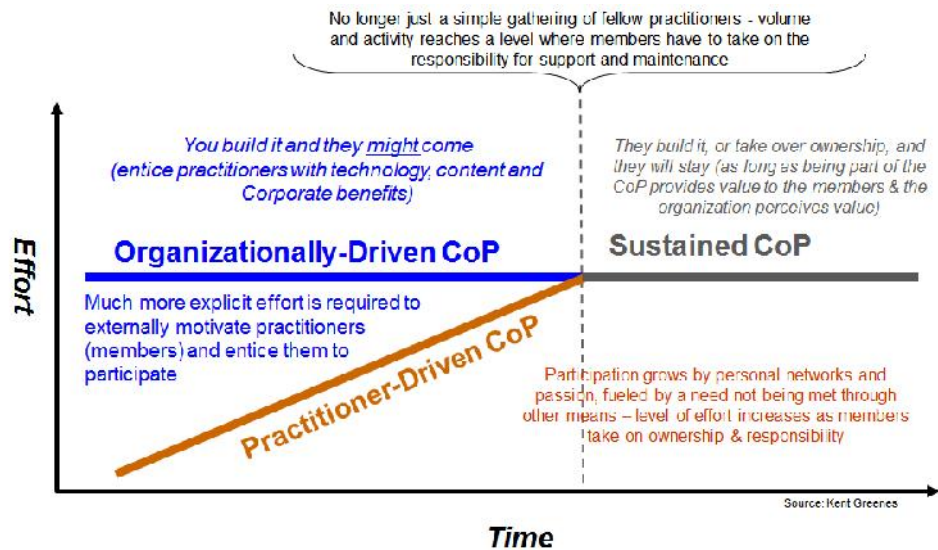 No longer just a simple gathering of fellow practitioners - volume
and activity reaches a level where members have to take on the
responsibility for support and maintenance
You build it and they might come
(entice practitioners with technology, content and
Corporate benefits)
They build it, or take over ownership, and
they will stay (as long as being part of the
CoP provides value to the members & the
organization perceives value)
Effort
Organizationally-Driven CoP
Sustained CoP
Much more explicit effort is required to
externally motivate practitioners
(members) and entice them to
participate
Practitioner-Driven CoP
Participation grows by personal networks and
passion, fueled by a need not being met through
other means – level of effort increases as members
take on ownership & responsibility
Source: Kent Greenes
Time